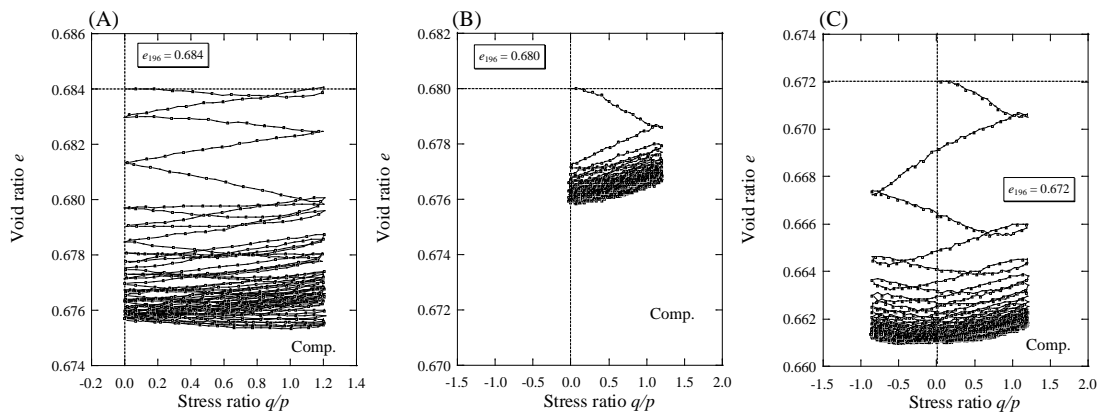 (A)
0.686
0.684
0.682
0.680
0.678
0.676
0.674
Void ratio e
e196 = 0.684
Comp.
-0.2 0.0 0.2 0.4 0.6 0.8 1.0 1.2 1.4
Stress ratio q/p
(B)
0.682
0.680
0.678
0.676
0.674
0.672
0.670
Void ratio e
e196 = 0.680
Comp.
-1.5 -1.0 -0.5 0.0 0.5 1.0 1.5 2.0
Stress ratio q/p
(C)
0.674
0.672
0.670
0.668
0.666
0.664
0.662
0.660
Void ratio e
e196 = 0.672
Comp.
-1.5 -1.0 -0.5 0.0 0.5 1.0 1.5 2.0
Stress ratio q/p